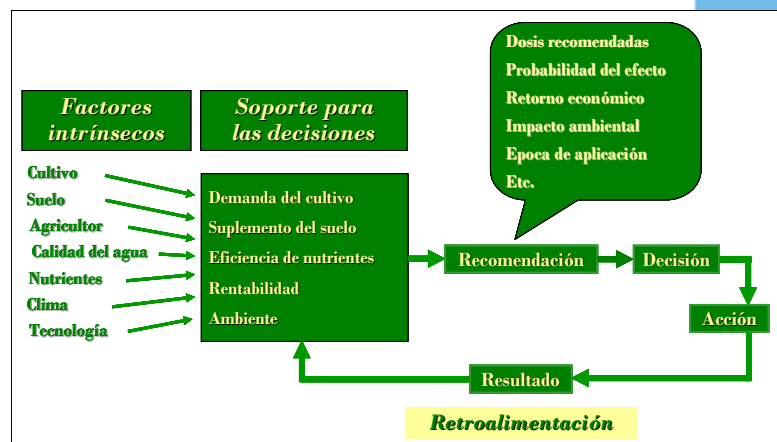 Dosis recomendadas
Probabilidad del efecto
Retorno económico
Impacto ambiental
Epoca de aplicación
Etc.
Factores
intrínsecos
Soporte para
las decisiones
Cultivo
Suelo
Agricultor
Calidad del agua
Nutrientes
Clima
Tecnología
Demanda del cultivo
Suplemento del suelo
Eficiencia de nutrientes
Rentabilidad
Ambiente
Recomendación
Decisión
Acción
Resultado
Retroalimentación